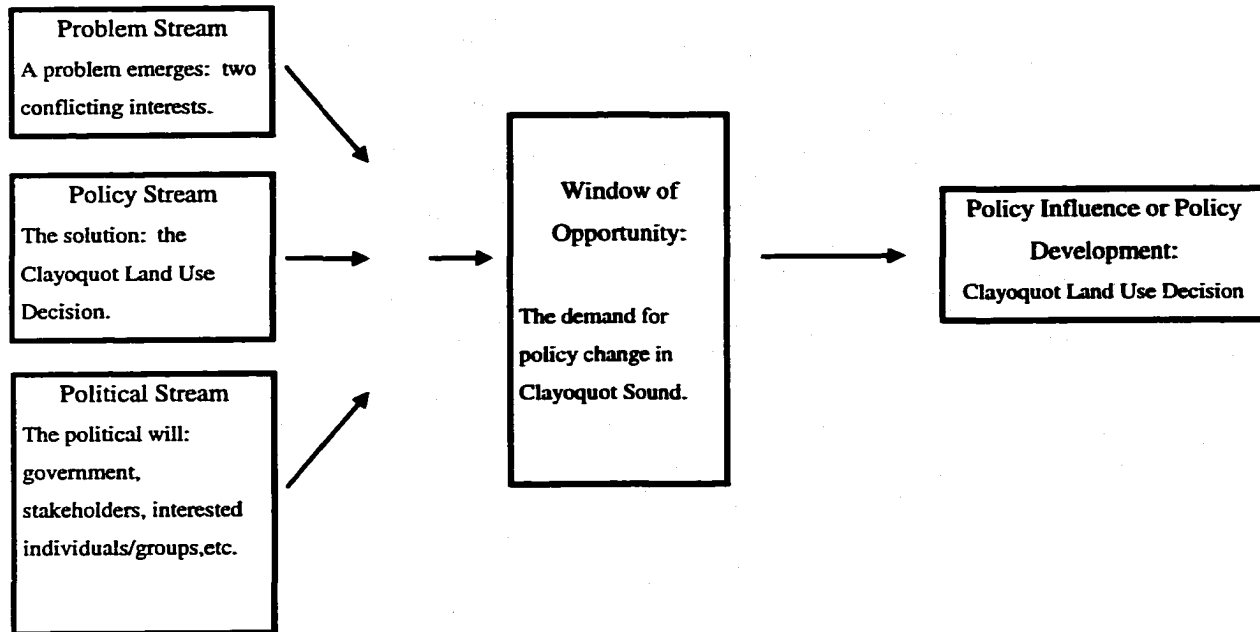 Problem Stream
A problem emerges: two
conflicting interests.
Policy Stream
The solution: the
Clayoquot Land Use
Decision.
Political Stream
The political will:
government,
stakeholders, interested
individuals/groups,etc.
Window of
Opportunity:
The demand for
policy change in
Clayoquot Sound.
Policy Influence or Policy
Development:
Clayoquot Land Use Decision